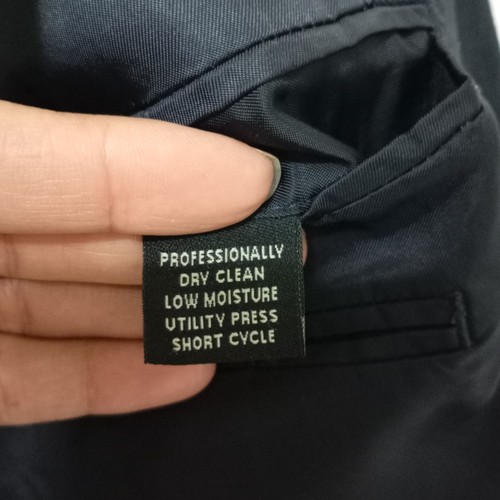 PROFESSIONALLY
DRY CLEAN
LOW MOISTURE
UTILITY PRESS
SHORT CYCLE